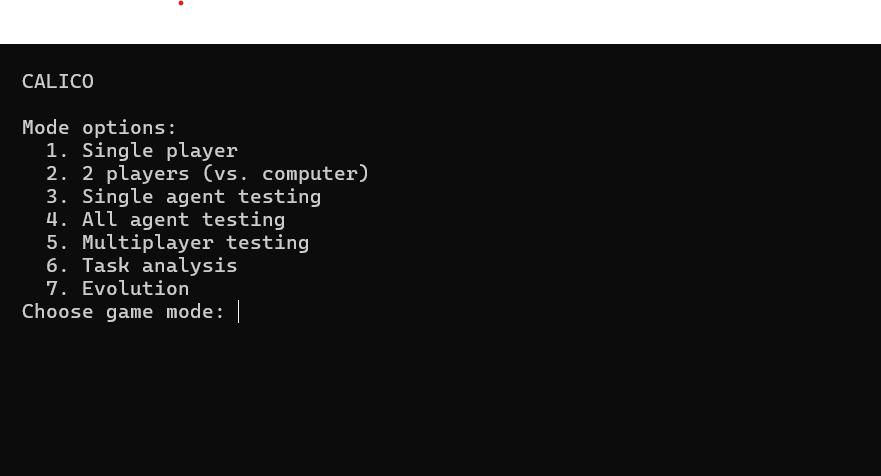 CALICO
Mode options:
1. Single player
2. 2 players (vs. computer)
3. Single agent testing
4. All agent testing
5. Multiplayer testing
6. Task analysis
7. Evolution
Choose game mode: